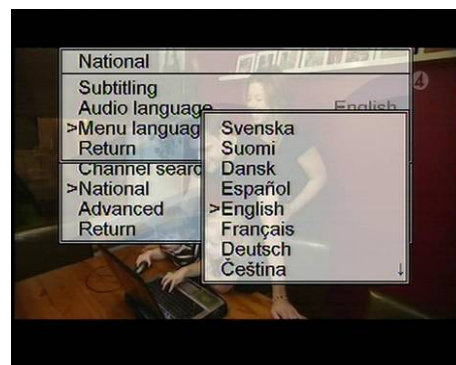 National
Subtitling
Audio language English
>Menu languag
Return
Channel searc
>National
Advanced
Return
Svenska
Suomi
Dansk
Español
>English
Français
Deutsch
Čeština
↓
4